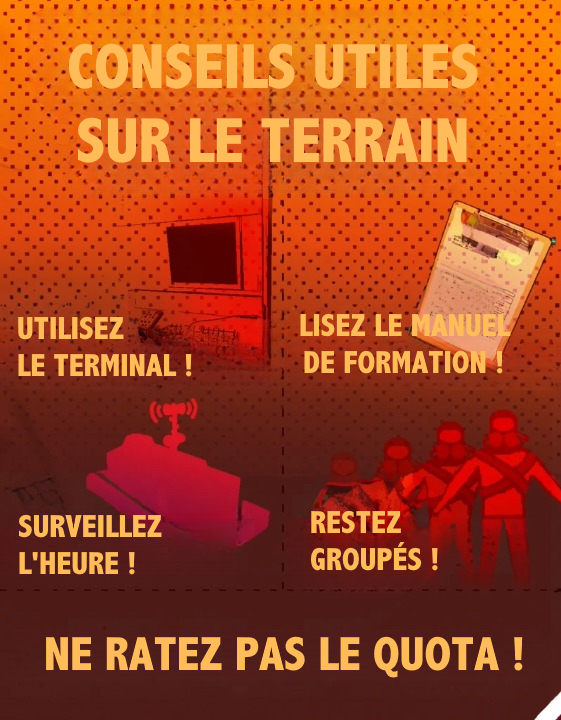 CONSEILS UTILES
SUR LE TERRAIN
UTILISEZ
LE TERMINAL !
LISEZ LE MANUEL
DE FORMATION !
SURVEILLEZ
L'HEURE !
RESTEZ
GROUPÉS !
NE RATEZ PAS LE QUOTA !